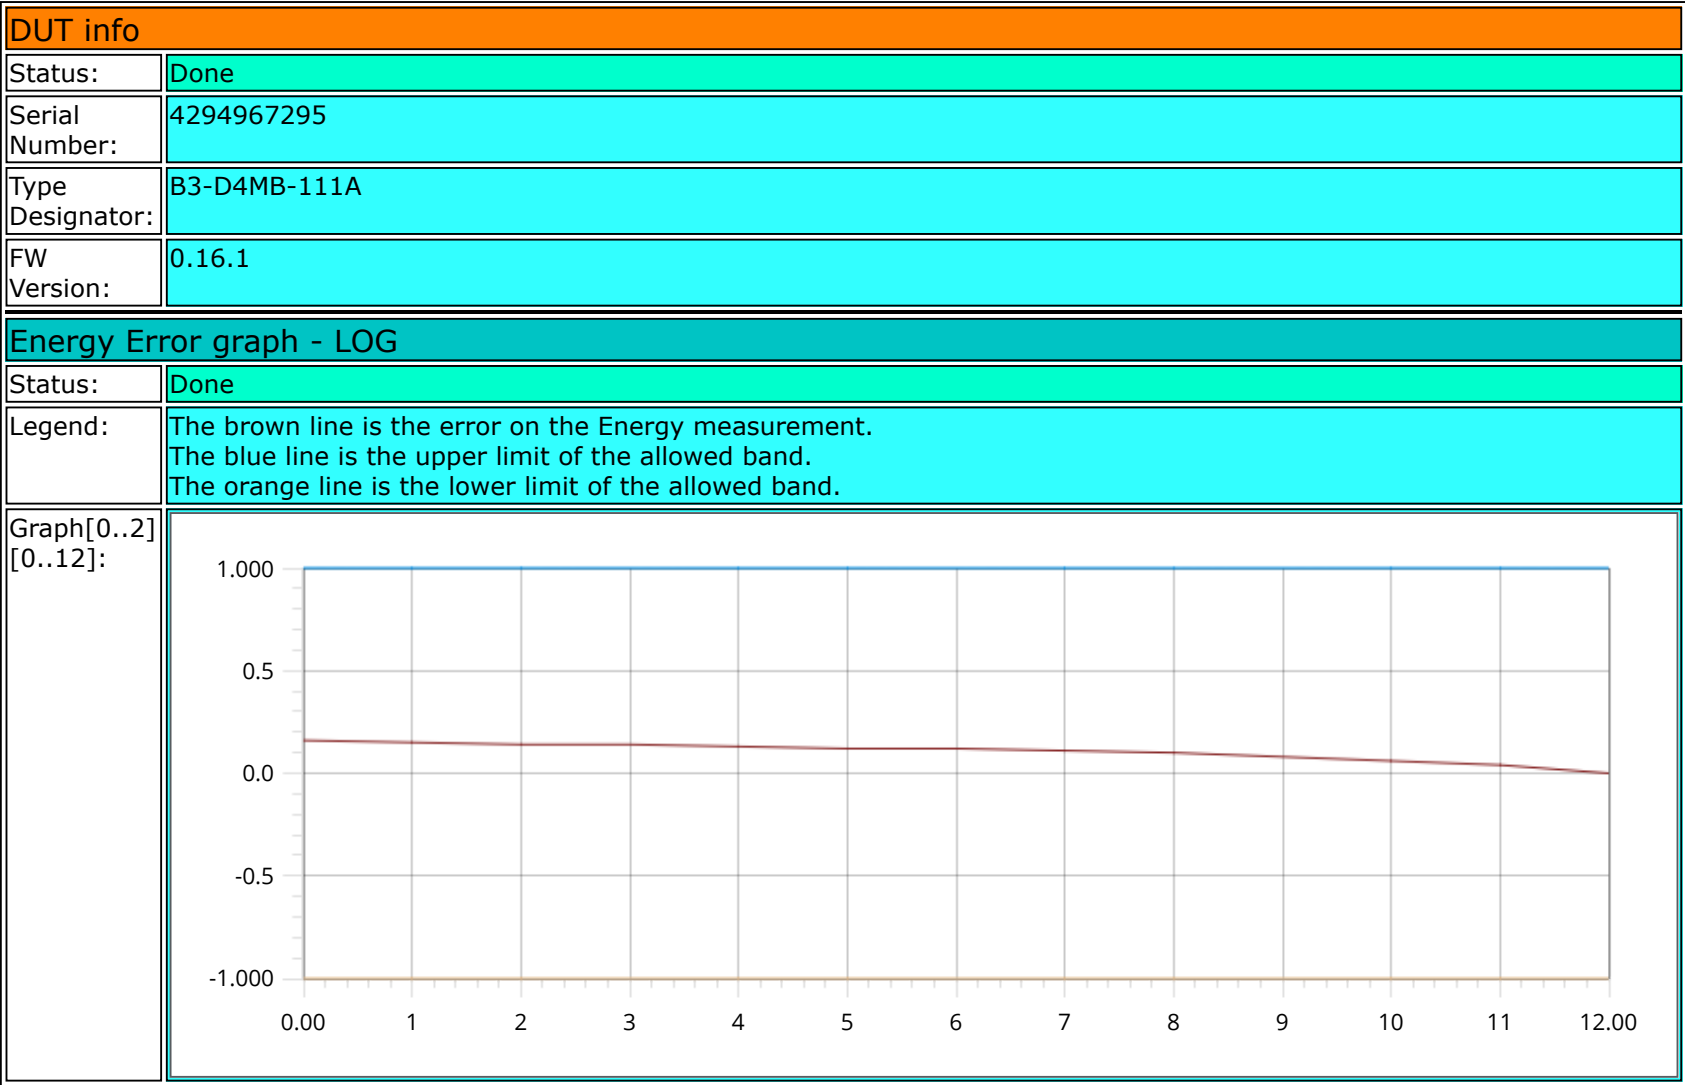 DUT info
Status:
Done
Serial
Number:
4294967295
Type
Designator:
B3-D4MB-111A
FW
Version:
0.16.1
Energy Error graph - LOG
Status:
Done
Legend:
The brown line is the error on the Energy measurement.
The blue line is the upper limit of the allowed band.
The orange line is the lower limit of the allowed band.
Graph[0..2]
[0..12]:
1.000
0.5
0.0
-0.5
-1.000
0.00 1 2 3 4 5 6 7 8 9 10 11 12.00